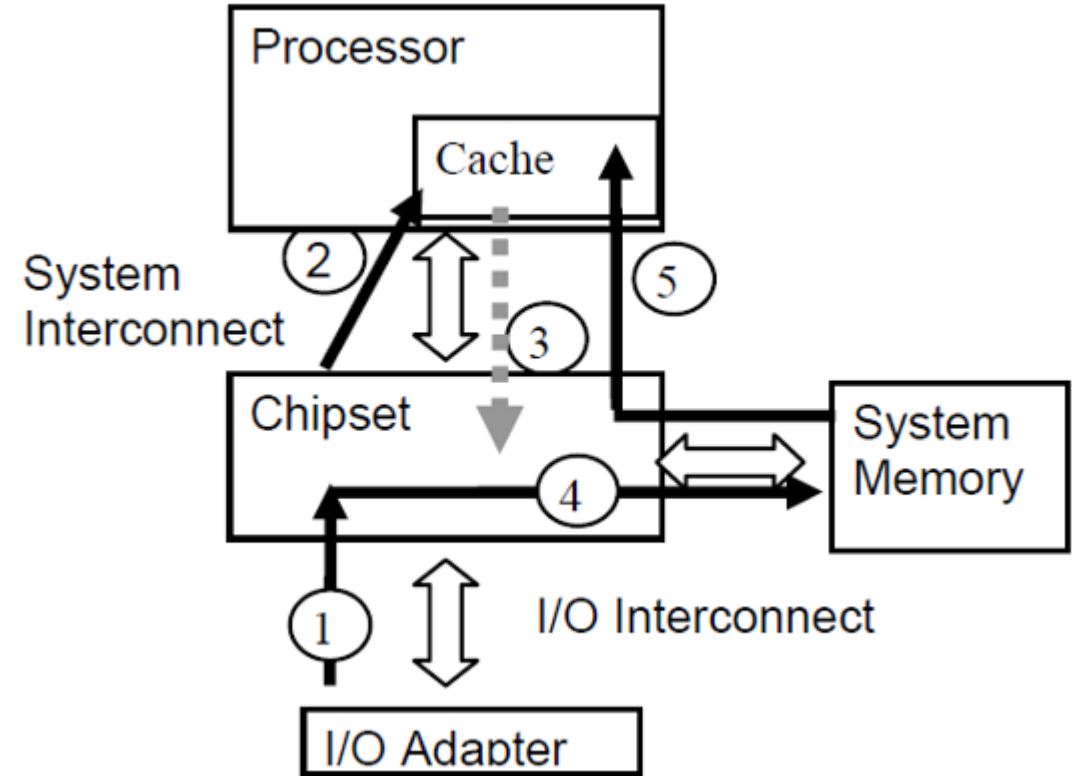 Processor
Cache
2
System
Interconnect
5
3
Chipset
System
Memory
4
1
I/O Interconnect
I/O Adapter